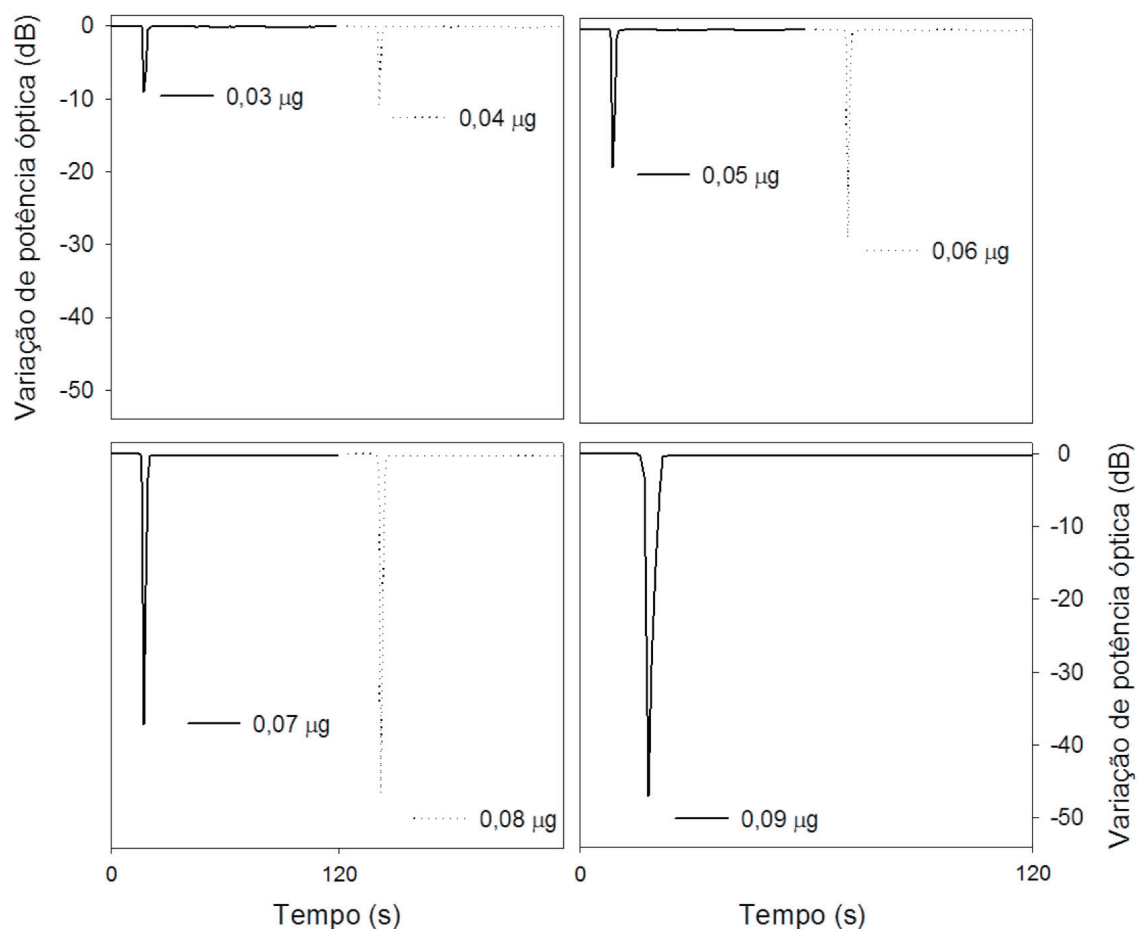 Variação de potência óptica (dB)
0
-10
-20
-30
-40
-50
0,03 µg
0,04 µg
0,05 µg
0,06 µg
0,07 µg
0,08 µg
0,09 µg
0
-10
-20
-30
-40
-50
Variação de potência óptica (dB)
0
120
0
120
Tempo (s)
Tempo (s)